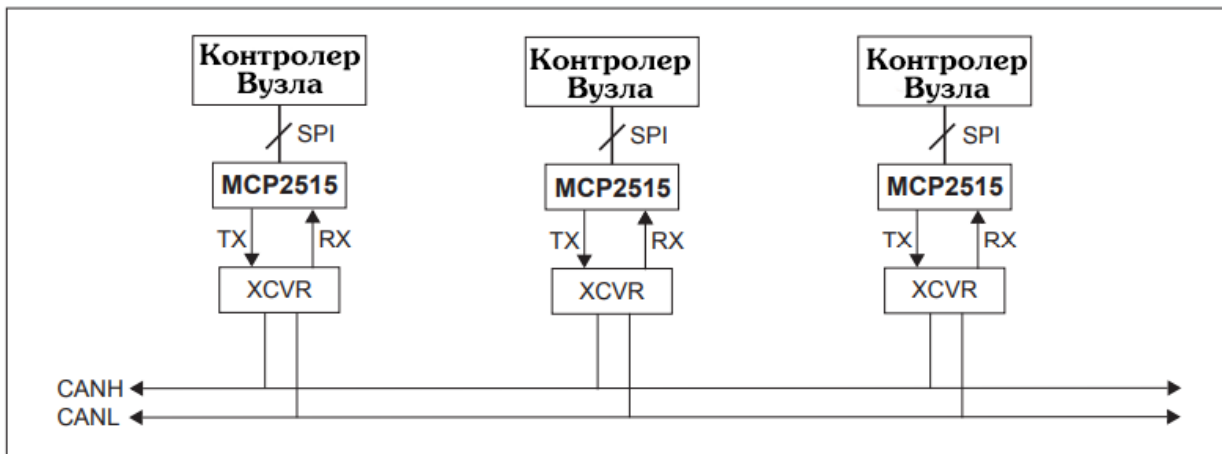 Контролер Контролер Контролер
Вузла Вузла Вузла
SPI SPI SPI
MCP2515 MCP2515 MCP2515
TX RX TX RX TX RX
XCVR XCVR XCVR
CANH
CANL